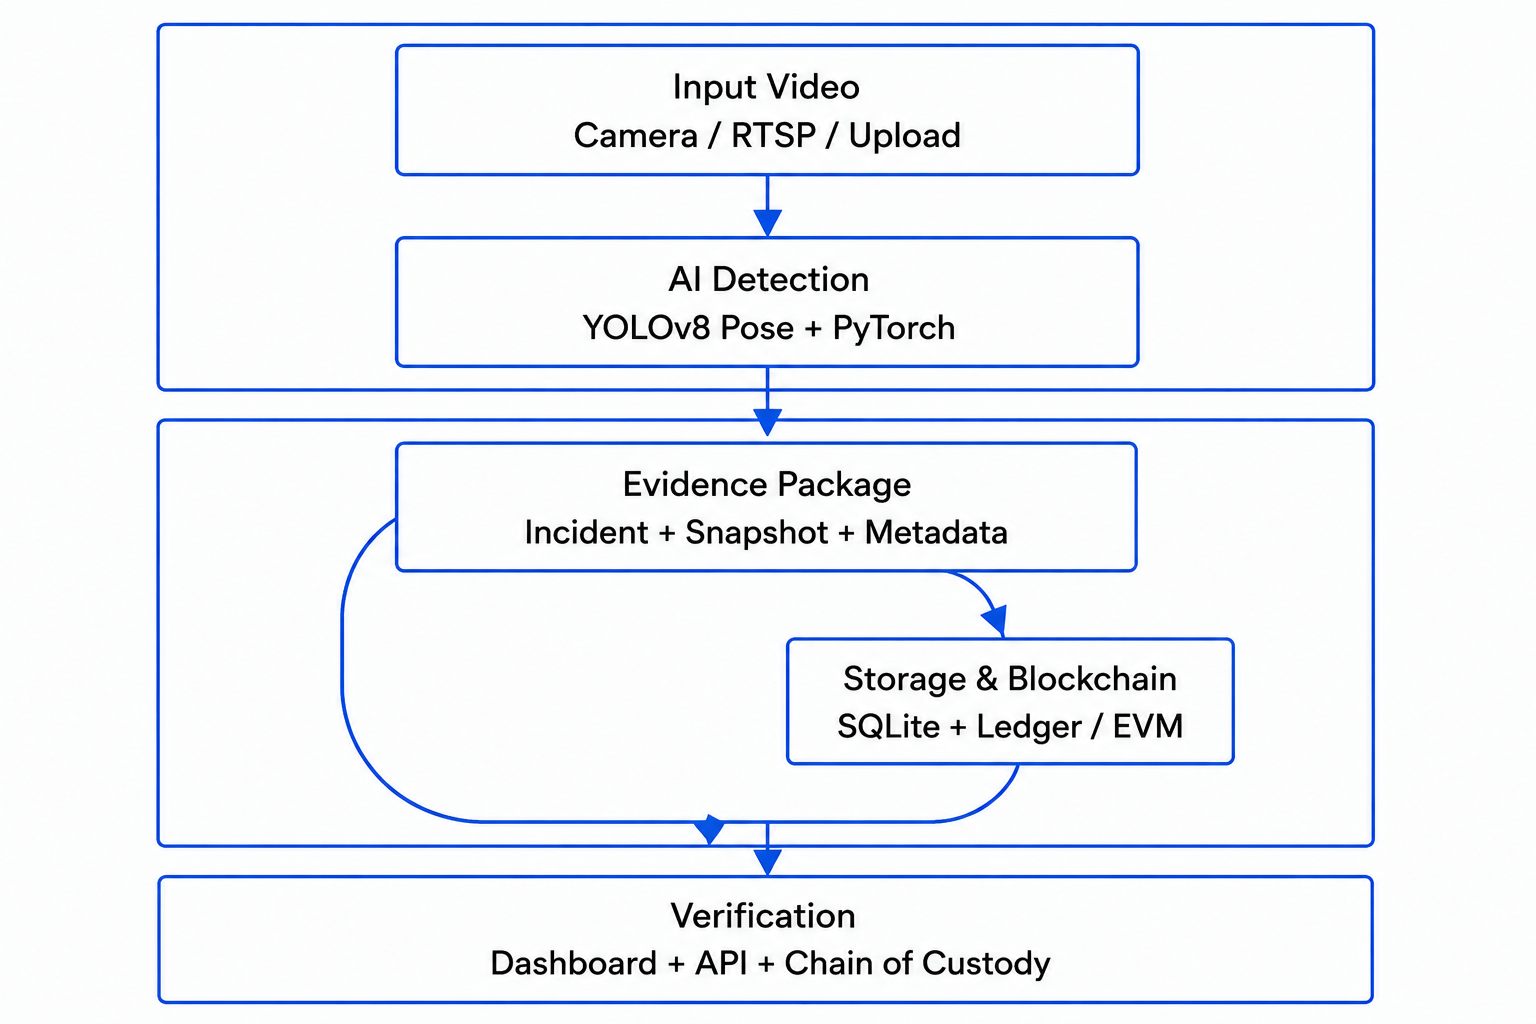 Input Video
Camera / RTSP / Upload
AI Detection
YOLOv8 Pose + PyTorch
Evidence Package
Incident + Snapshot + Metadata
Storage & Blockchain
SQLite + Ledger / EVM
Verification
Dashboard + API + Chain of Custody